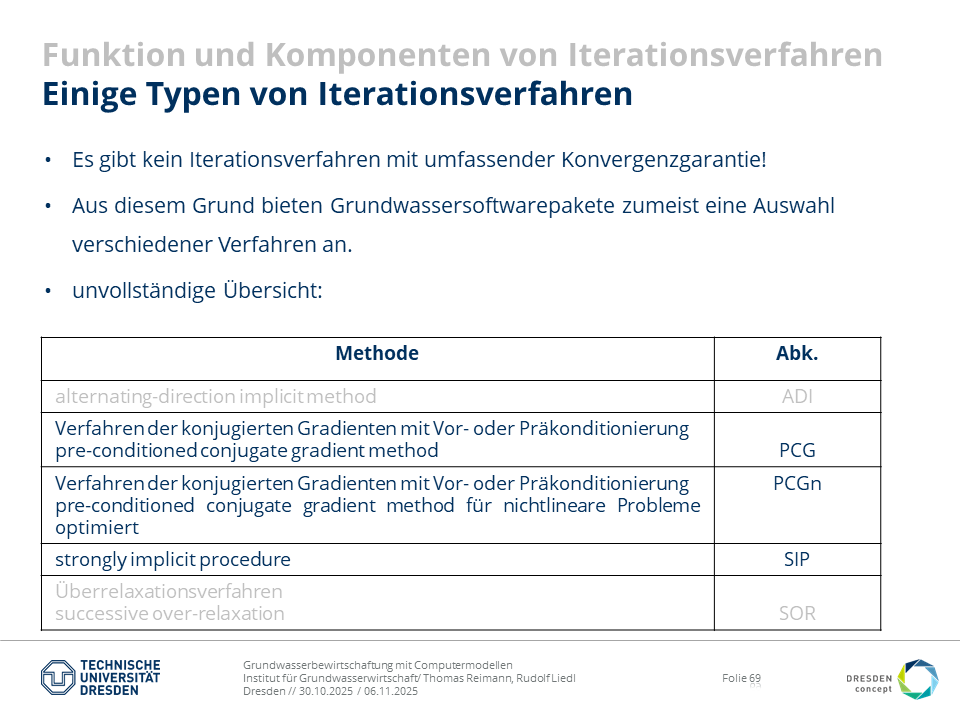 Funktion und Komponenten von Iterationsverfahren
Einige Typen von Iterationsverfahren
• Es gibt kein Iterationsverfahren mit umfassender Konvergenzgarantie!
• Aus diesem Grund bieten Grundwassersoftwarepakete zumeist eine Auswahl
verschiedener Verfahren an.
• unvollständige Übersicht:
Methode Abk.
alternating-direction implicit method ADI
Verfahren der konjugierten Gradienten mit Vor- oder Präkonditionierung
pre-conditioned conjugate gradient method PCG
Verfahren der konjugierten Gradienten mit Vor- oder Präkonditionierung PCGn
pre-conditioned conjugate gradient method für nichtlineare Probleme
optimiert
strongly implicit procedure SIP
Überrelaxationsverfahren
successive over-relaxation SOR
TECHNISCHE
UNIVERSITÄT
DRESDEN
Grundwasserbewirtschaftung mit Computermodellen
Institut für Grundwasserwirtschaft/ Thomas Reimann, Rudolf Liedl
Dresden // 30.10.2025 / 06.11.2025
Folie 69
DRESDEN
concept